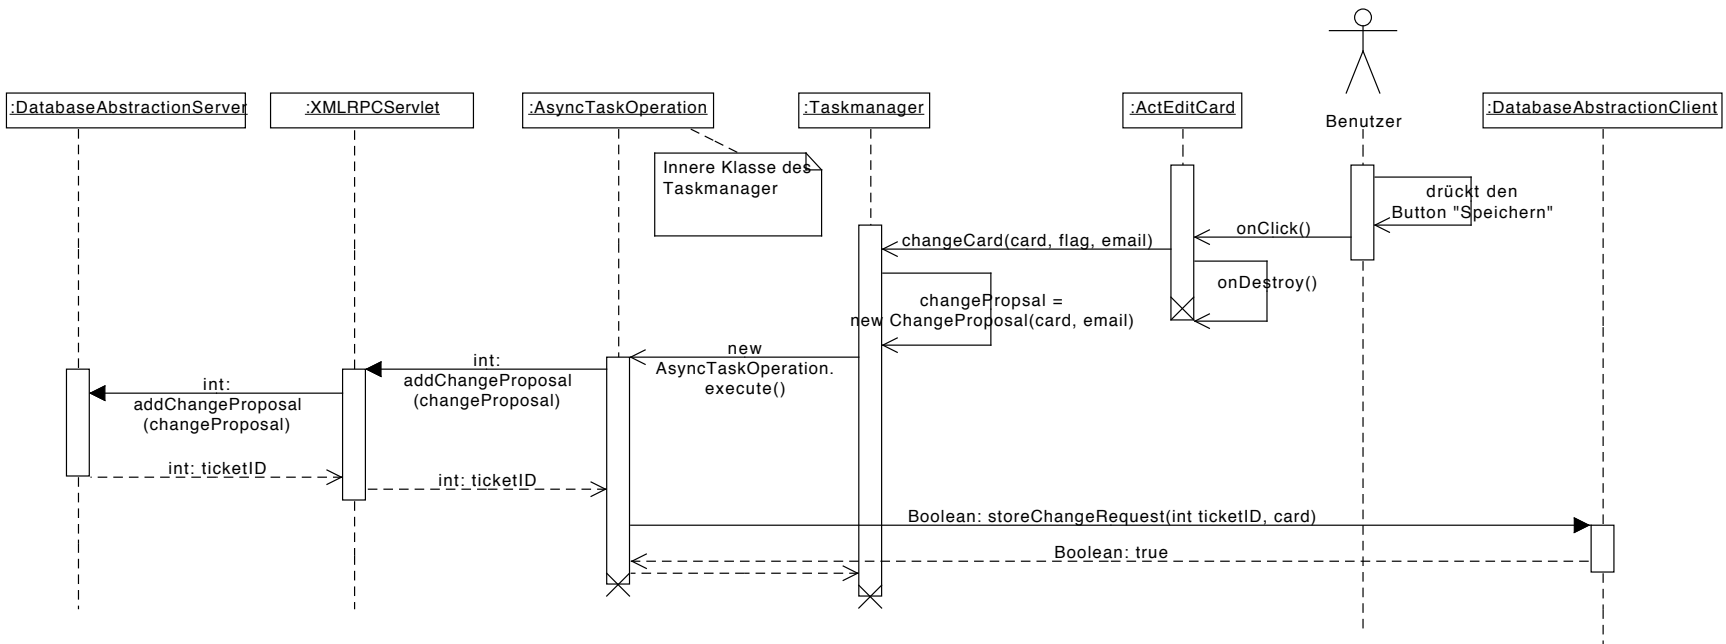 :DatabaseAbstractionServer
:XMLRPCServlet
:AsyncTaskOperation
:Taskmanager
:ActEditCard
Benutzer
:DatabaseAbstractionClient
Innere Klasse des
Taskmanager
drückt den
Button "Speichern"
onClick()
changeCard(card, flag, email)
onDestroy()
changePropsal =
new ChangeProposal(card, email)
new
AsyncTaskOperation.
execute()
int:
addChangeProposal
(changeProposal)
int:
addChangeProposal
(changeProposal)
int: ticketID
int: ticketID
Boolean: storeChangeRequest(int ticketID, card)
Boolean: true